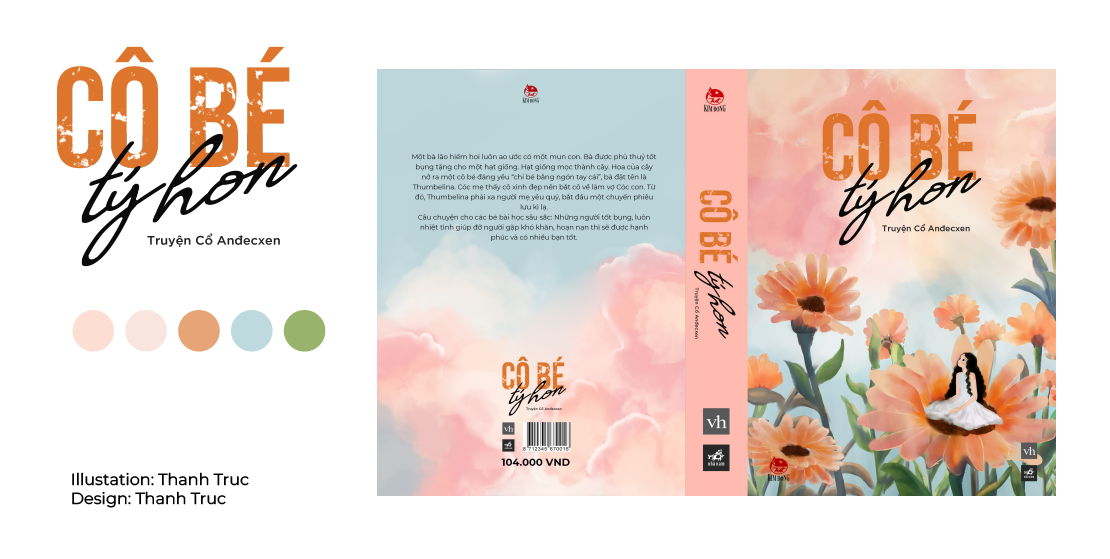 CÔ BÉ
tý hon
Truyện Cổ Anđecxen
Illustation: Thanh Truc
Design: Thanh Truc
KIM ĐỒNG
Một bà lão hiếm hoi luôn ao ước có một mụn con. Bà được phù thuỷ tốt
bụng tặng cho một hạt giống. Hạt giống mọc thành cây. Hoa của cây
nở ra một cô bé đáng yêu “chỉ bé bằng ngón tay cái”, bà đặt tên là
Thumbelina. Cóc mẹ thấy cô xinh đẹp nên bắt cô về làm vợ Cóc con. Từ
đó, Thumbelina phải xa người mẹ yêu quý, bắt đầu một chuyến phiêu
lưu kì lạ.
Câu chuyện cho các bé bài học sâu sắc: Những người tốt bụng, luôn
nhiệt tình giúp đỡ người gặp khó khăn, hoạn nạn thì sẽ được hạnh
phúc và có nhiều bạn tốt.
CÔ BÉ
tý hon
Truyện Cổ Anđecxen
vh
8 712345 670016
104.000 VND
KIM ĐỒNG
CÔ BÉ
tý hon
Truyện Cổ Anđecxen
vh
nhã nam
CÔ BÉ
tý hon
Truyện Cổ Anđecxen
KIM ĐỒNG
vh